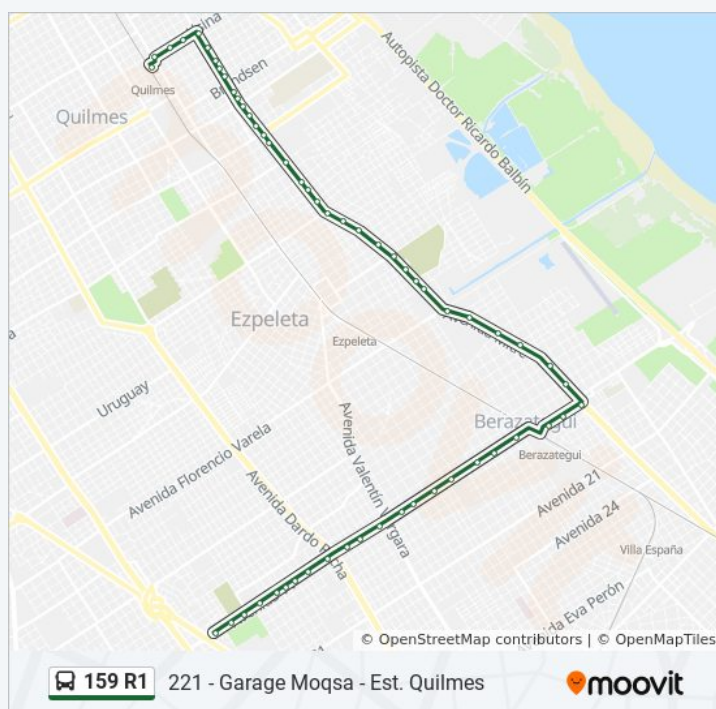 Autopista Doctor Ricardo Balbín
Quilmes
Quilmes
Ezpeleta
Ezpeleta
Avenida Mitre
Uruguay
Berazategui
Berazategui
Avenida Valentín Vergara
Avenida Florencio Varela
Avenida Dardo Rocha
Avenida 21
Avenida 24
Villa España
Avenida Eva Perón
© OpenStreetMap contributors | © OpenMapTiles
159 R1 221 - Garage Moqsa - Est. Quilmes moovit